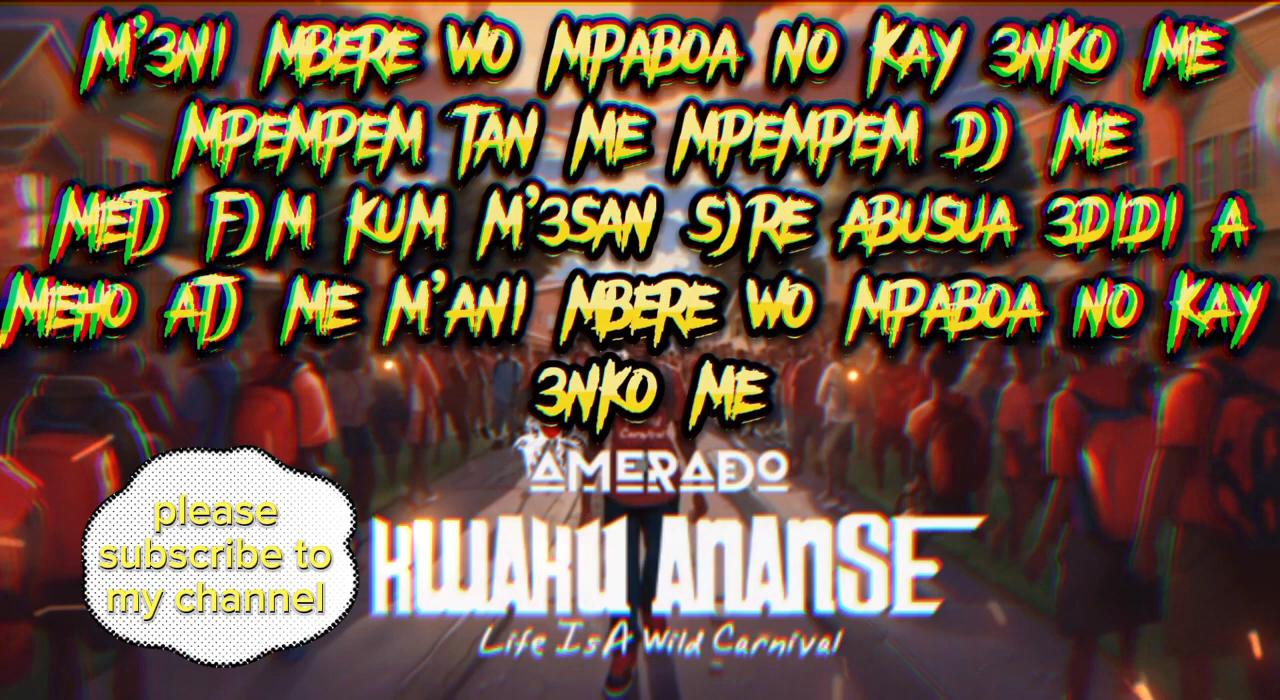 M'3NI MBERE WO MPABOA NO KAY 3NKO ME
MPEMPEM TAN ME MPEMPEM D) ME
MET) F)M KUM M'3SAN S)RE ABUSUA 3DIDI A
MEHO AT) ME M'ANI MBERE WO MPABOA NO KAY
3NKO ME
Carnival
AMERADO
KWAKU ANANSE
Life Is A Wild Carnival
please
subscribe to
my channel